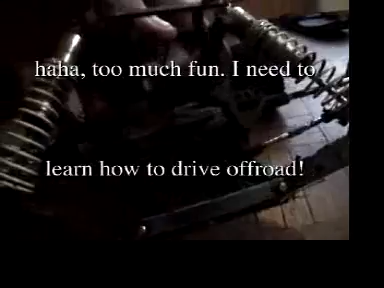 haha, too much fun. I need to
learn how to drive offroad!